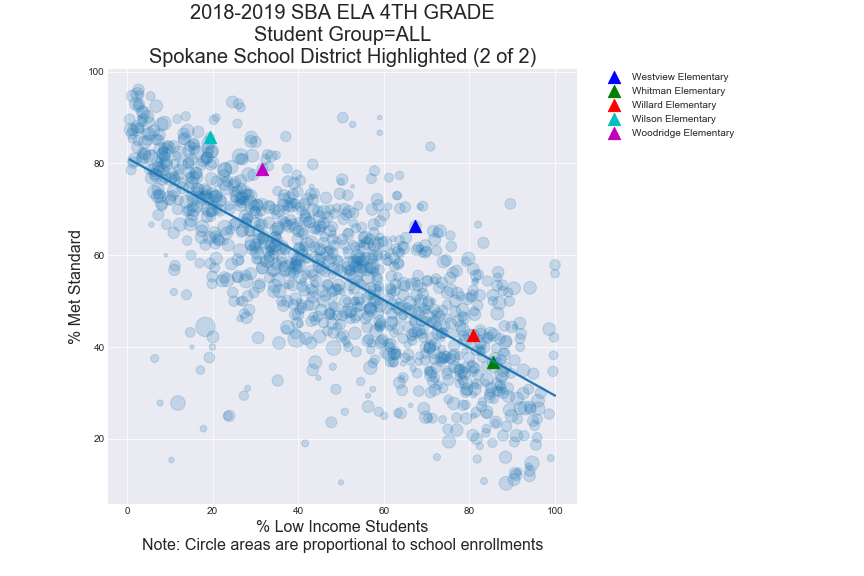 2018-2019 SBA ELA 4TH GRADE
Student Group=ALL
Spokane School District Highlighted (2 of 2)
100
80
60
40
20
% Met Standard
0
20
40
60
80
100
% Low Income Students
Note: Circle areas are proportional to school enrollments
Westview Elementary
Whitman Elementary
Willard Elementary
Wilson Elementary
Woodridge Elementary